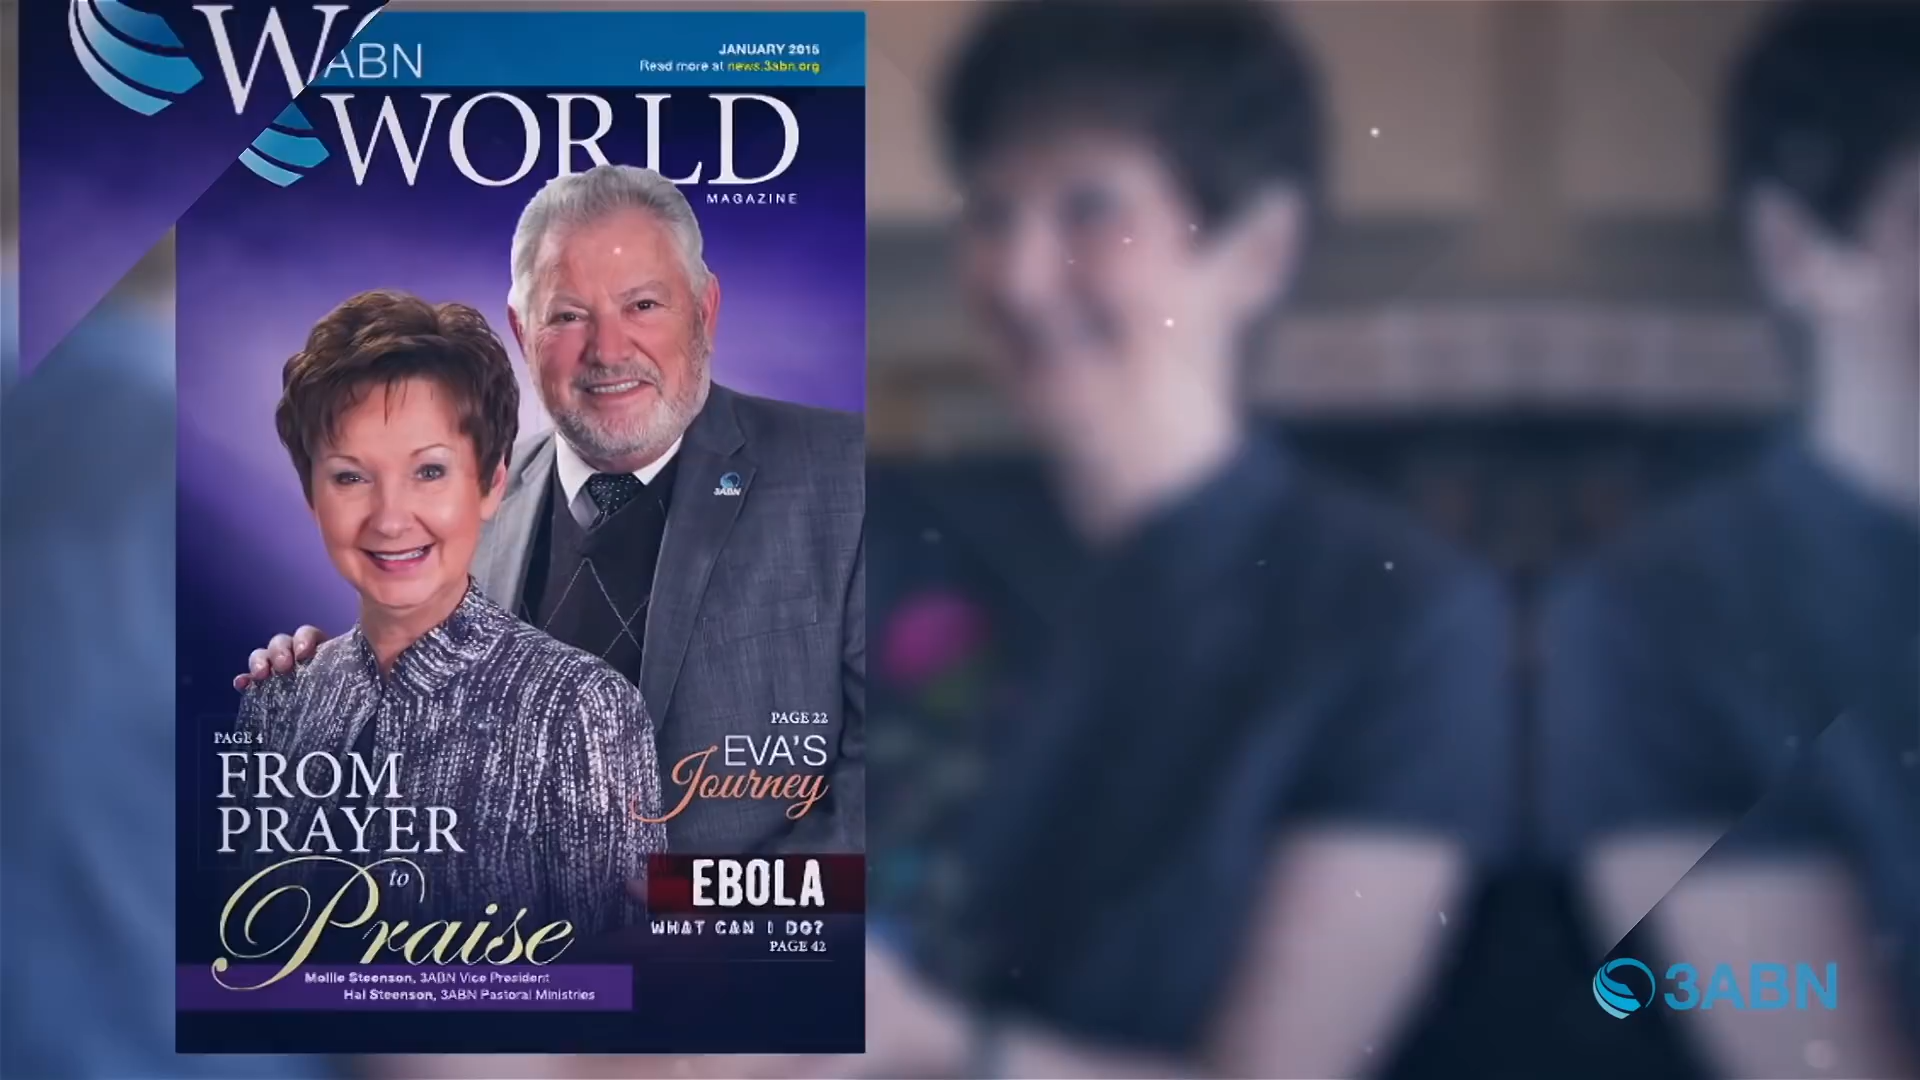 W
ABN
JANUARY 2015
Read more at news.3abn.org
WORLD
MAGAZINE
3ABN
PAGE 22
EVA'S
Journey
PAGE 4
FROM
PRAYER
to
Praise
EBOLA
WHAT CAN I DO?
PAGE 42
Mollie Steenson, 3ABN Vice President
Hal Steenson, 3ABN Pastoral Ministries
3ABN